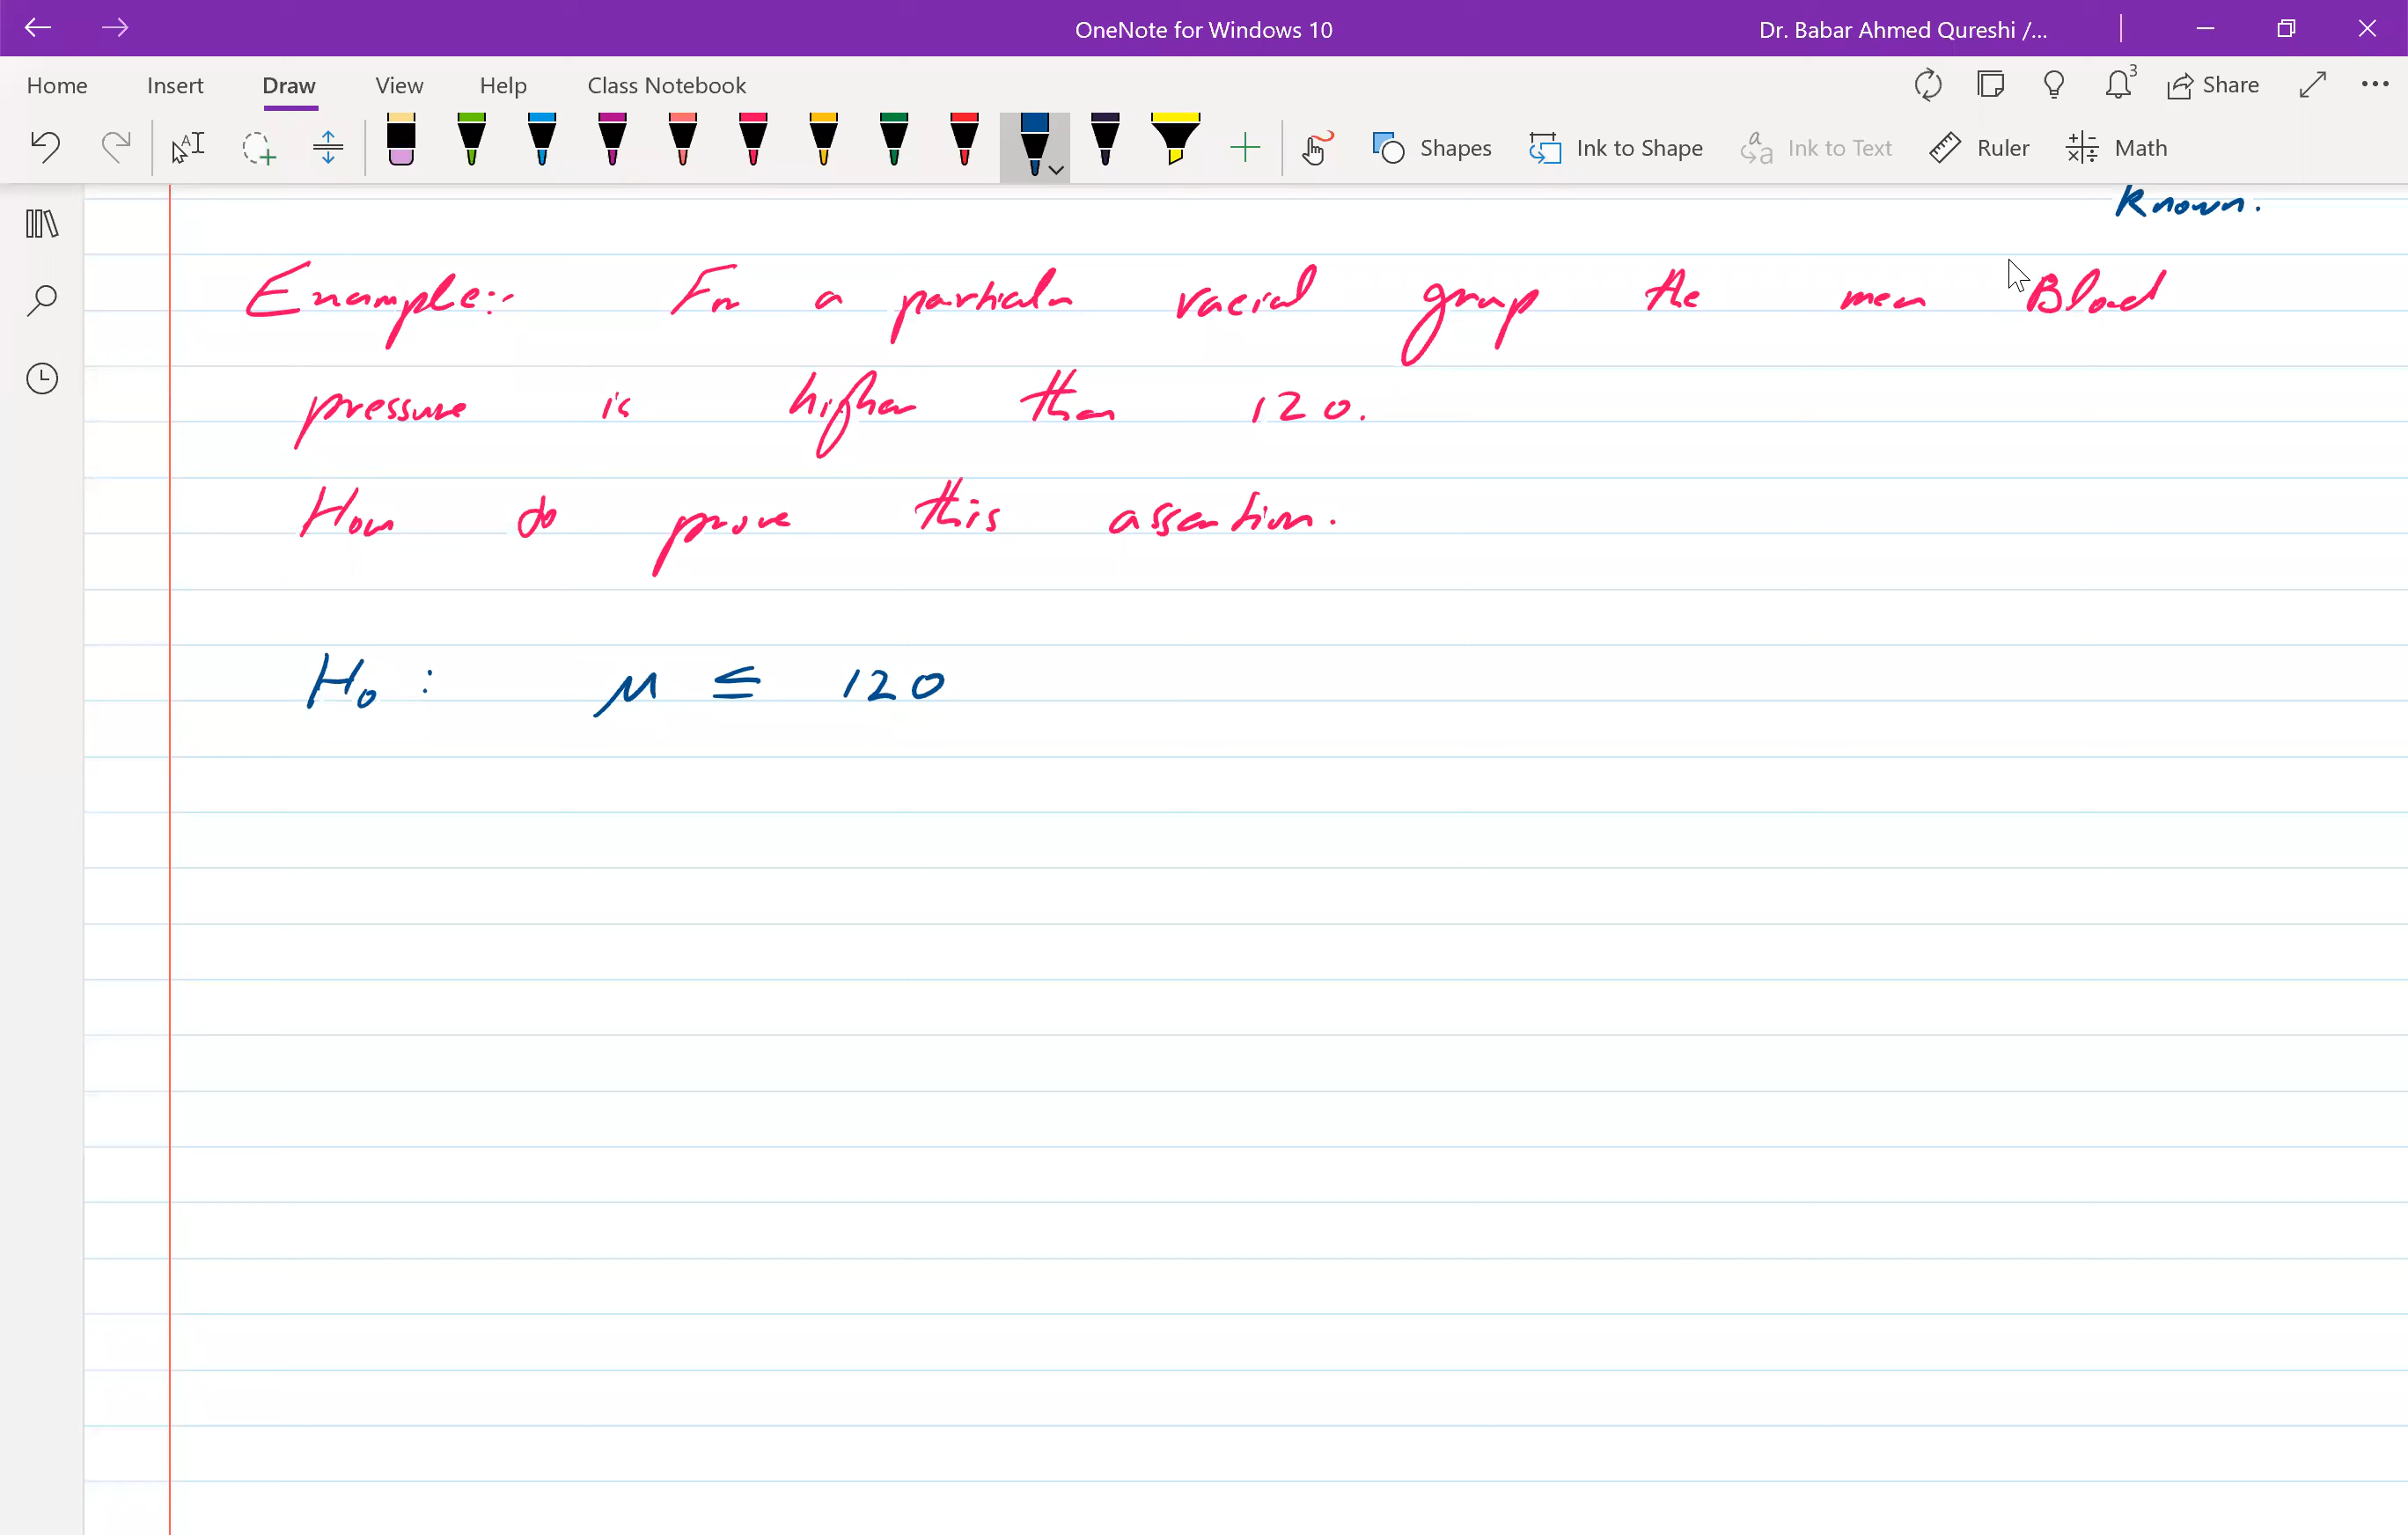 OneNote for Windows 10 Dr. Babar Ahmed Qureshi /...
Home Insert Draw View Help Class Notebook 3 Share
Shapes Ink to Shape Ink to Text Ruler Math
Known.
Example:- For a particular racial group the mean Blood
pressure is higher than 120.
How do prove this assertion.
H₀ : μ ≤ 120